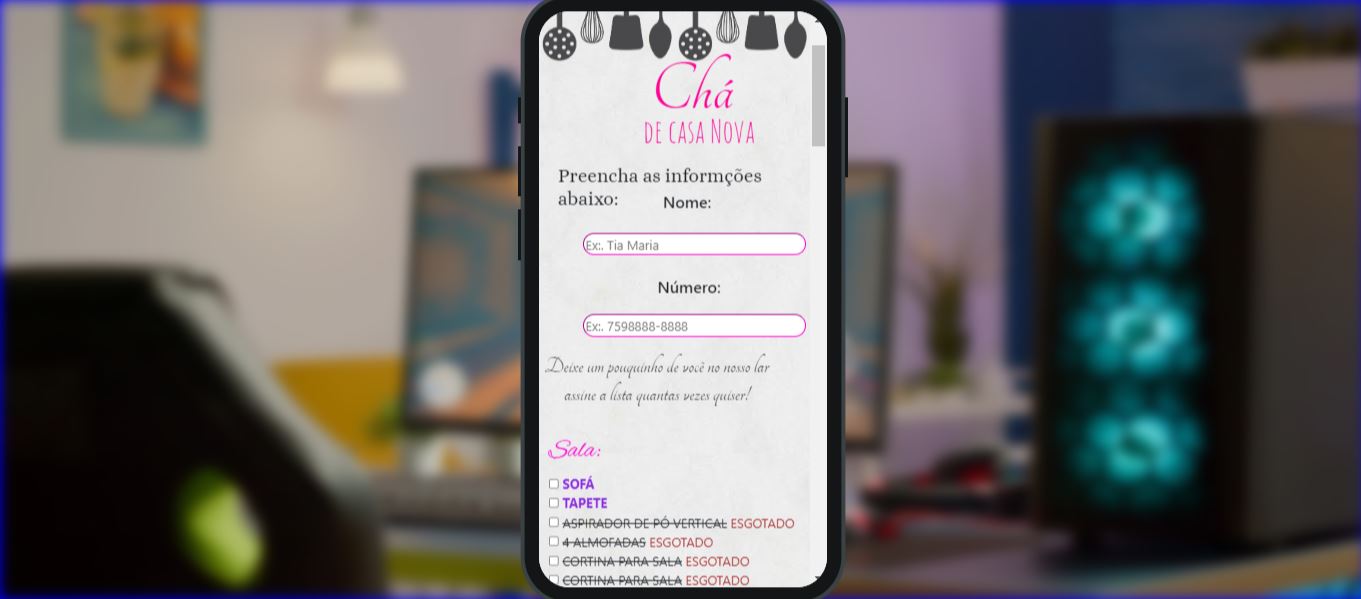 Chá
DE CASA NOVA
Preencha as informções
abaixo:
Nome:
Ex:. Tia Maria
Número:
Ex:. 7598888-8888
Deixe um pouquinho de você no nosso lar
assine a lista quantas vezes quiser!
Sala:
SOFÁ
TAPETE
ASPIRADOR DE PÓ VERTICAL ESGOTADO
4 ALMOFADAS ESGOTADO
CORTINA PARA SALA ESGOTADO
CORTINA PARA SALA ESGOTADO